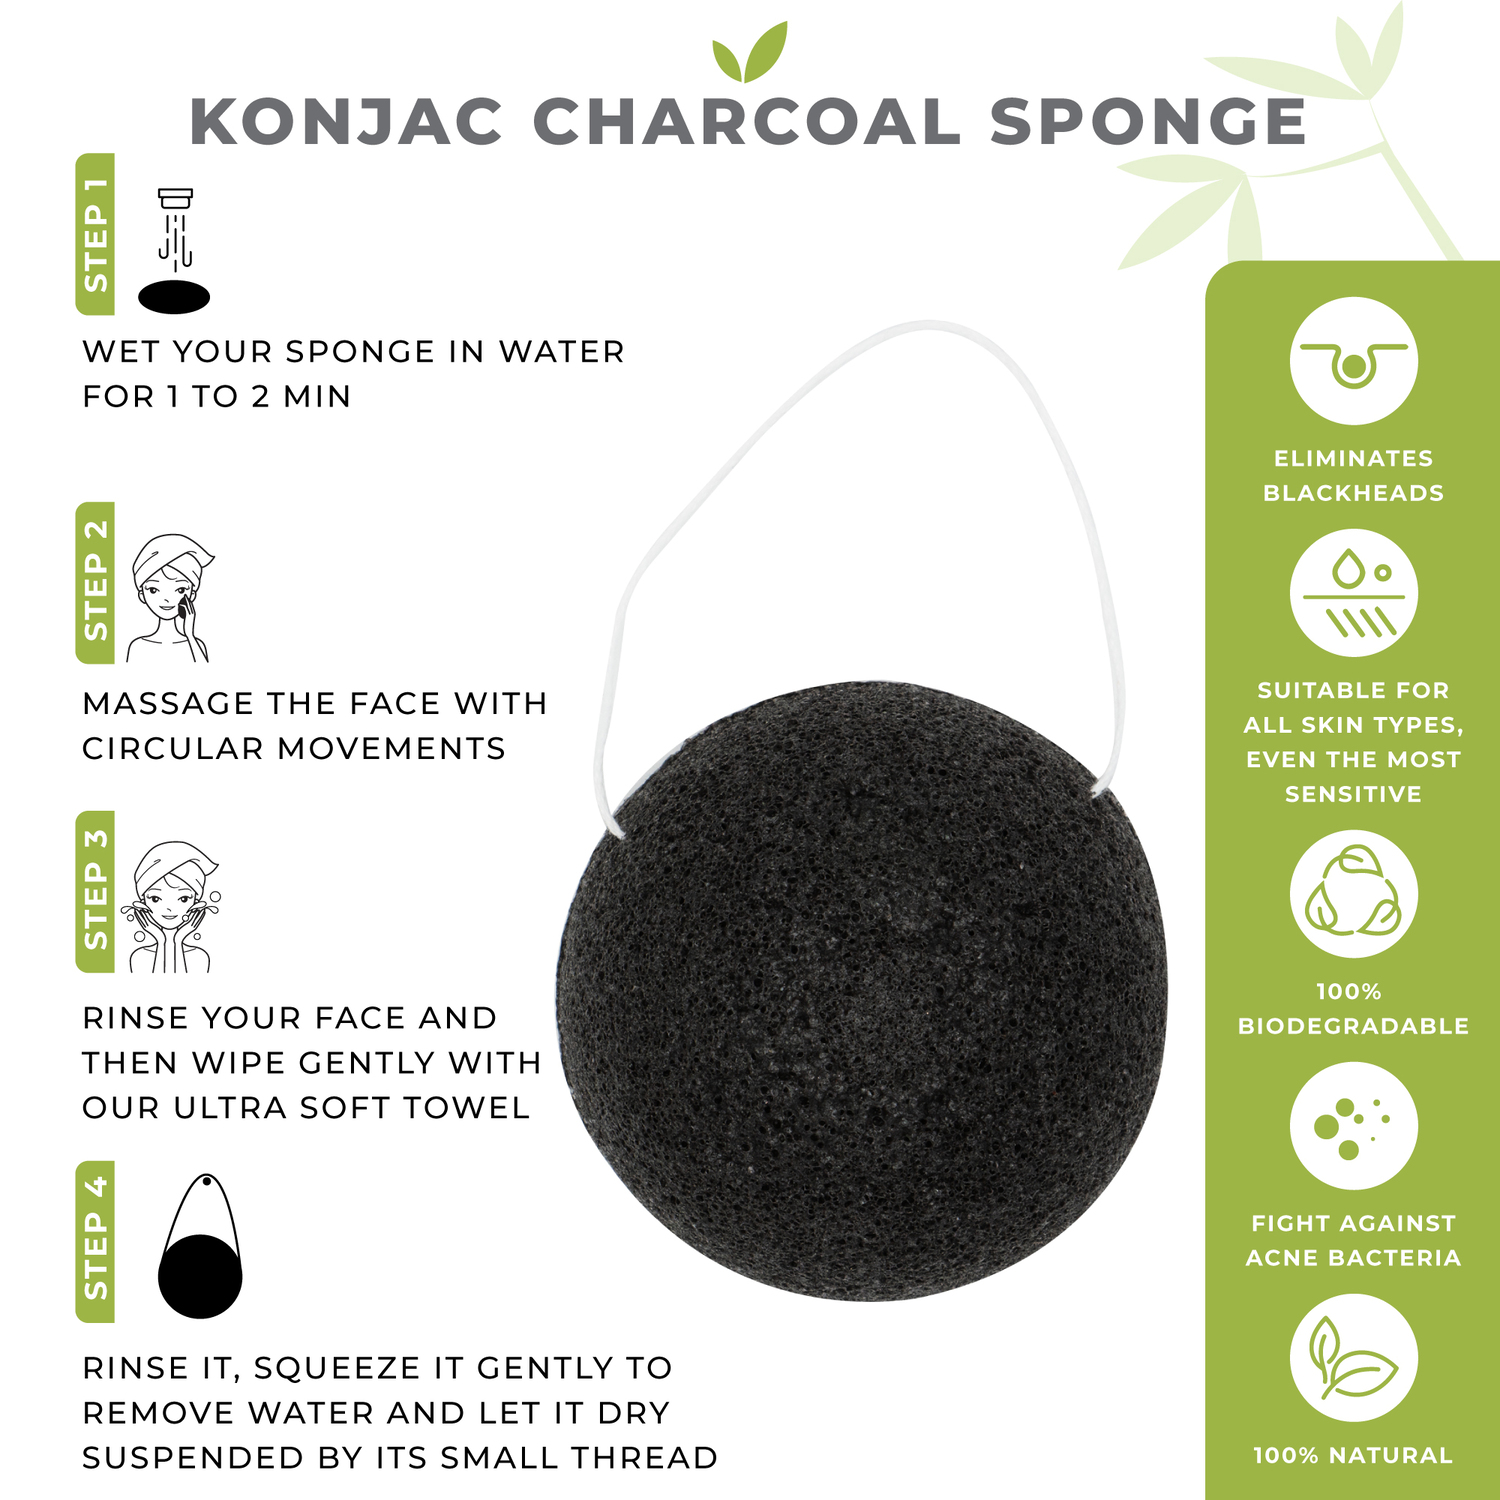 KONJAC CHARCOAL SPONGE
STEP 1
WET YOUR SPONGE IN WATER
FOR 1 TO 2 MIN
STEP 2
MASSAGE THE FACE WITH
CIRCULAR MOVEMENTS
STEP 3
RINSE YOUR FACE AND
THEN WIPE GENTLY WITH
OUR ULTRA SOFT TOWEL
STEP 4
RINSE IT, SQUEEZE IT GENTLY TO
REMOVE WATER AND LET IT DRY
SUSPENDED BY ITS SMALL THREAD
ELIMINATES
BLACKHEADS
SUITABLE FOR
ALL SKIN TYPES,
EVEN THE MOST
SENSITIVE
100%
BIODEGRADABLE
FIGHT AGAINST
ACNE BACTERIA
100% NATURAL